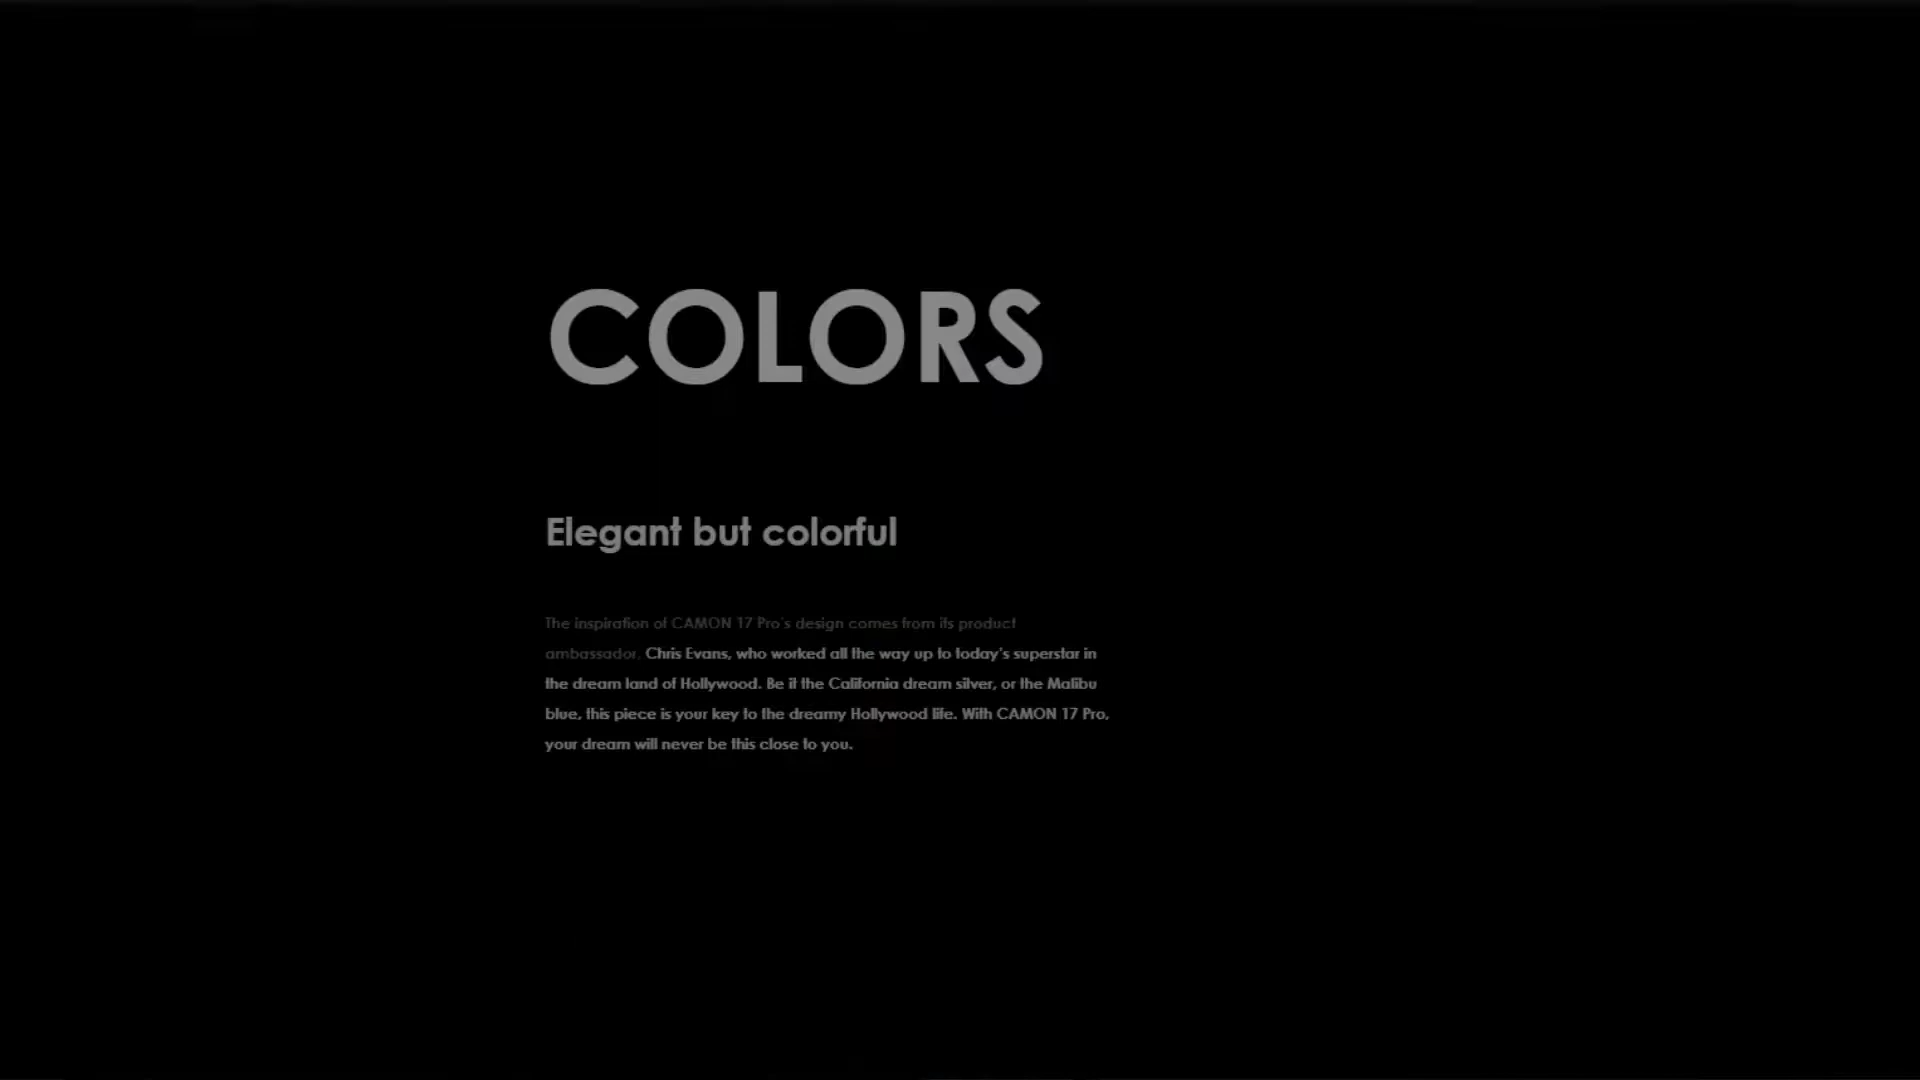 COLORS
Elegant but colorful
The inspiration of CAMON 17 Pro's design comes from its product
ambassador, Chris Evans, who worked all the way up to today's superstar in
the dream land of Hollywood. Be it the California dream silver, or the Malibu
blue, this piece is your key to the dreamy Hollywood life. With CAMON 17 Pro,
your dream will never be this close to you.